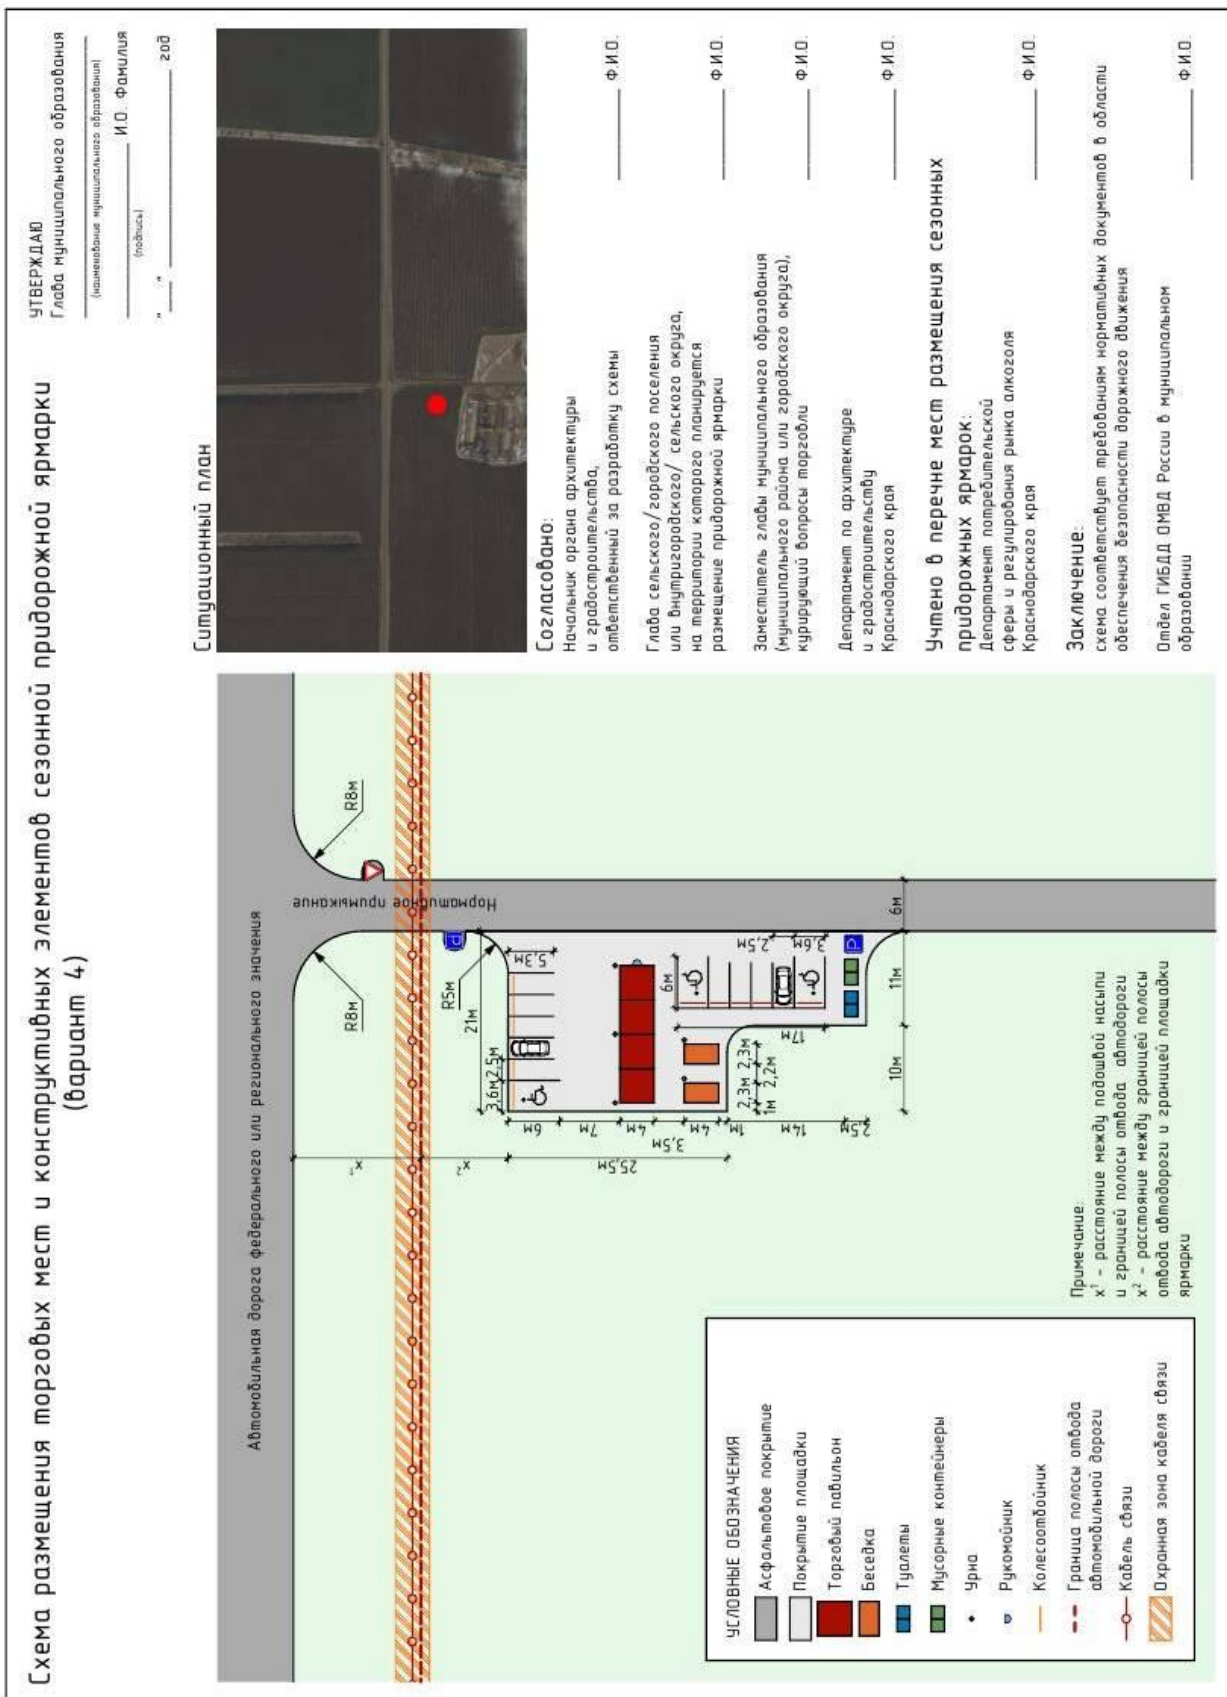 Схема размещения торговых мест и конструктивных элементов сезонной придорожной ярмарки
(вариант 4)
УТВЕРЖДАЮ
Глава муниципального образования
(наименование муниципального образования)
И.О. Фамилия
(подпись)
" " год
Ситуационный план
Автомобильная дорога федерального или регионального значения
R8м
R8м
Нормативное примыкание
x¹
x²
R5м
21м
3,6м
2,5м
5,3м
6м
7м
4м
3,5м
4м
1м
25,5м
14м
2,5м
6м
2,5м
3,6м
17м
1м
2,3м
2,2м
2,3м
10м
11м
6м
P
P
Согласовано:
Начальник органа архитектуры
и градостроительства,
ответственный за разработку схемы
Ф.И.О.
Глава сельского/городского поселения
или внутригородского/ сельского округа,
на территории которого планируется
размещение придорожной ярмарки
Ф.И.О.
Заместитель главы муниципального образования
(муниципального района или городского округа),
курирующий вопросы торговли
Ф.И.О.
Департамент по архитектуре
и градостроительству
Краснодарского края
Ф.И.О.
Учтено в перечне мест размещения сезонных
придорожных ярмарок:
Департамент потребительской
сферы и регулирования рынка алкоголя
Краснодарского края
Ф.И.О.
Заключение:
схема соответствует требованиям нормативных документов в области
обеспечения безопасности дорожного движения
Отдел ГИБДД ОМВД России в муниципальном
образовании
Ф.И.О.
УСЛОВНЫЕ ОБОЗНАЧЕНИЯ
Асфальтовое покрытие
Покрытие площадки
Торговый павильон
Беседка
Туалеты
Мусорные контейнеры
Урна
Рукомойник
Колесоотбойник
Граница полосы отвода
автомобильной дороги
Кабель связи
Охранная зона кабеля связи
Примечание:
x¹ - расстояние между подошвой насыпи
и границей полосы отвода автодороги
x² - расстояние между границей полосы
отвода автодороги и границей площадки
ярмарки